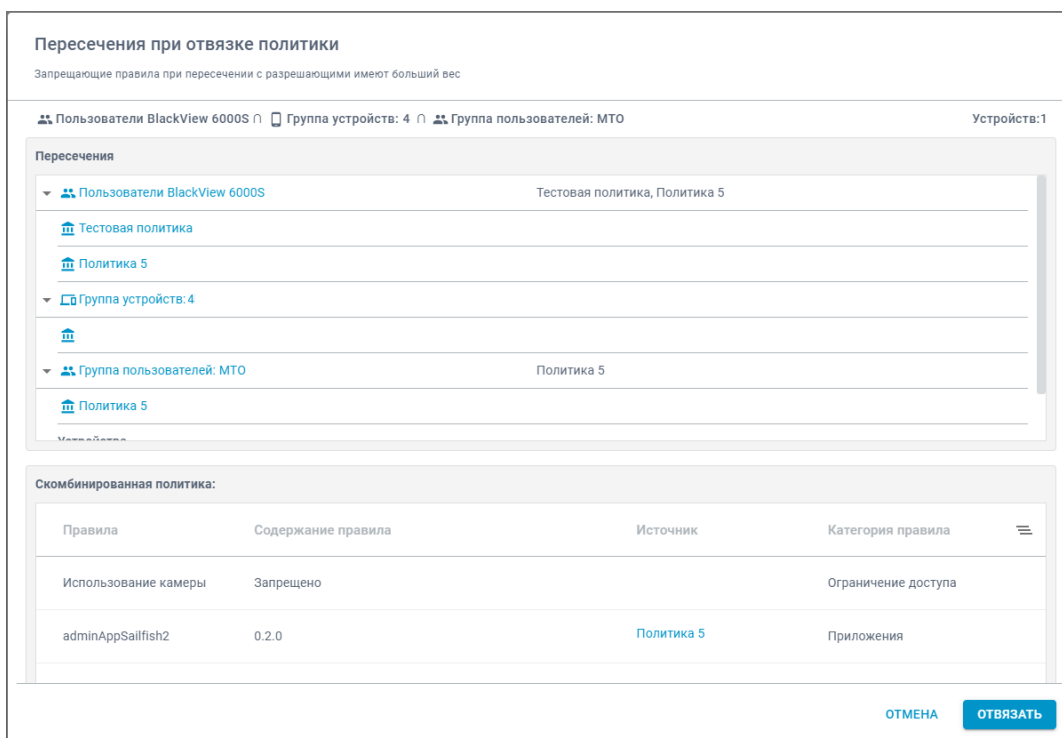 Пересечения при отвязке политики
Запрещающие правила при пересечении с разрешающими имеют больший вес
Пользователи BlackView 6000S ∩ Группа устройств: 4 ∩ Группа пользователей: МТО Устройств:1
Пересечения
Пользователи BlackView 6000S Тестовая политика, Политика 5
Тестовая политика
Политика 5
Группа устройств:4
Группа пользователей: МТО Политика 5
Политика 5
Устройства
Скомбинированная политика:
Правила Содержание правила Источник Категория правила
Использование камеры Запрещено Ограничение доступа
adminAppSailfish2 0.2.0 Политика 5 Приложения
ОТМЕНА ОТВЯЗАТЬ